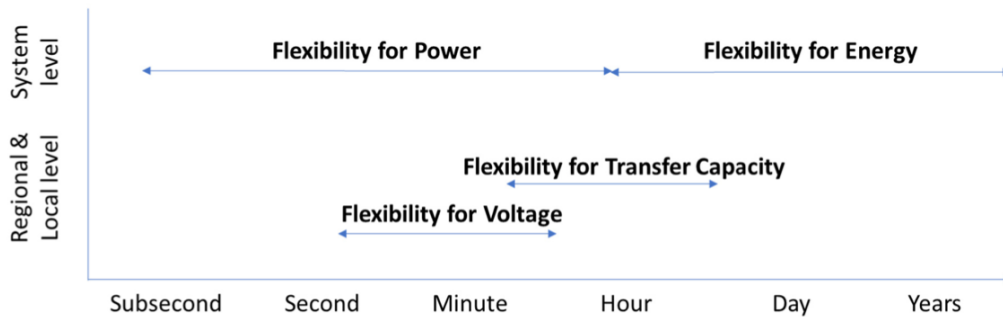 System
level
Flexibility for Power
Flexibility for Energy
Regional &
Local level
Flexibility for Transfer Capacity
Flexibility for Voltage
Subsecond
Second
Minute
Hour
Day
Years